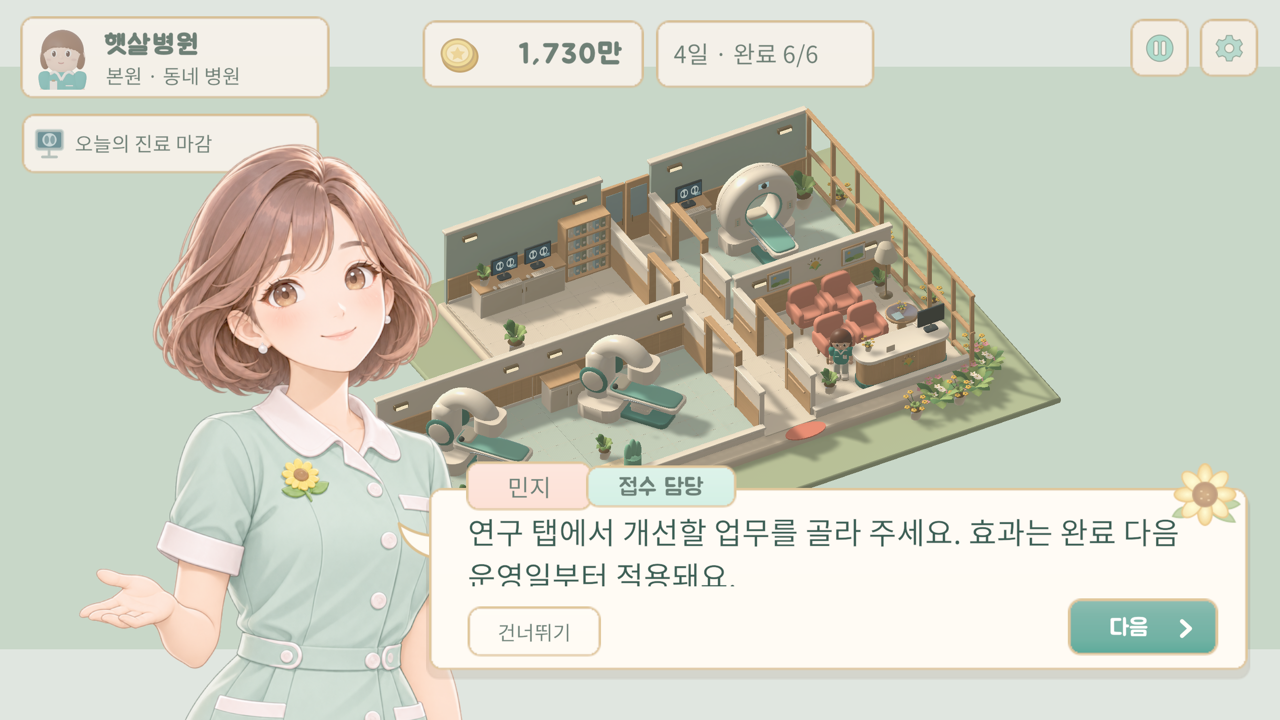 햇살병원
본원 · 동네 병원
1,730만
4일 · 완료 6/6
오늘의 진료 마감
민지
접수 담당
연구 탭에서 개선할 업무를 골라 주세요. 효과는 완료 다음
운영일부터 적용돼요.
건너뛰기
다음